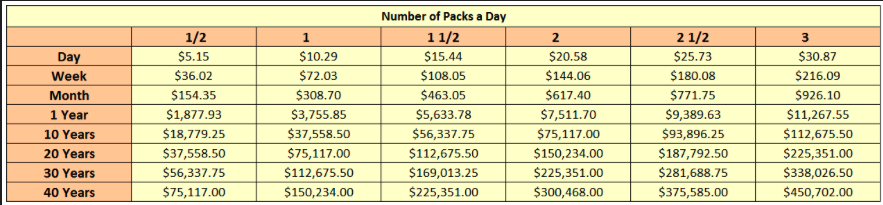 Number of Packs a Day
1/2 1 1 1/2 2 2 1/2 3
Day $5.15 $10.29 $15.44 $20.58 $25.73 $30.87
Week $36.02 $72.03 $108.05 $144.06 $180.08 $216.09
Month $154.35 $308.70 $463.05 $617.40 $771.75 $926.10
1 Year $1,877.93 $3,755.85 $5,633.78 $7,511.70 $9,389.63 $11,267.55
10 Years $18,779.25 $37,558.50 $56,337.75 $75,117.00 $93,896.25 $112,675.50
20 Years $37,558.50 $75,117.00 $112,675.50 $150,234.00 $187,792.50 $225,351.00
30 Years $56,337.75 $112,675.50 $169,013.25 $225,351.00 $281,688.75 $338,026.50
40 Years $75,117.00 $150,234.00 $225,351.00 $300,468.00 $375,585.00 $450,702.00